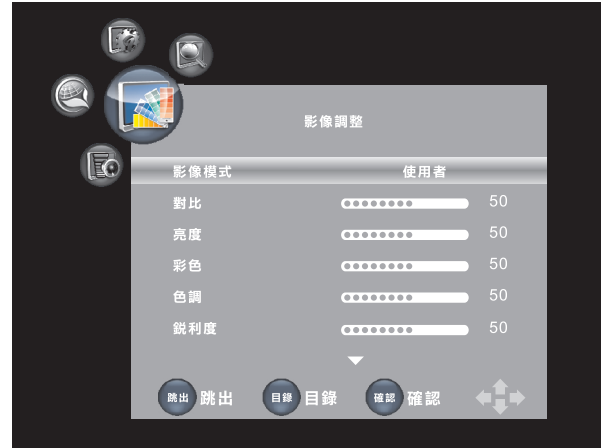 影像調整
影像模式 使用者
對比 50
亮度 50
彩色 50
色調 50
銳利度 50
跳出 跳出 目錄 目錄 確認 確認